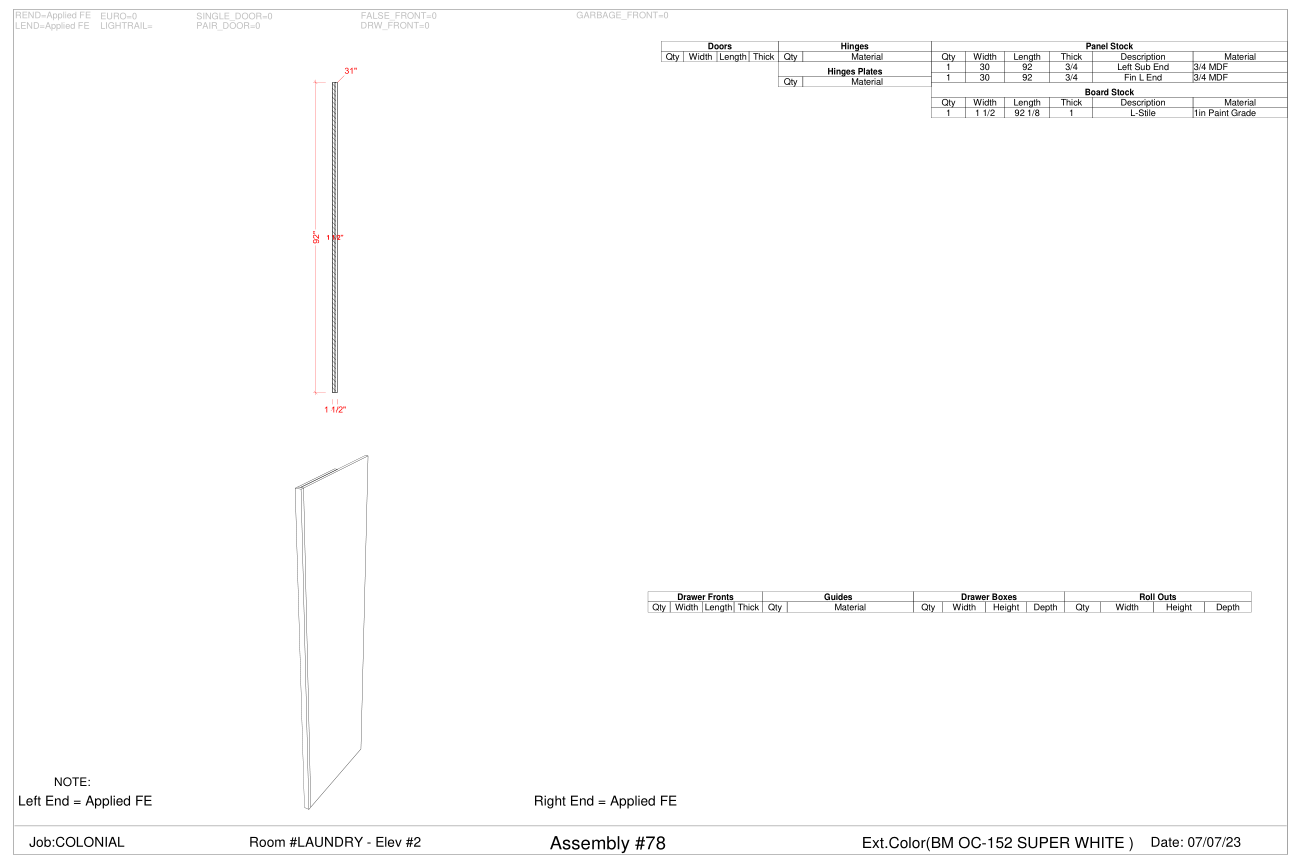 REND=Applied FE EURO=0 SINGLE_DOOR=0 FALSE_FRONT=0 GARBAGE_FRONT=0
LEND=Applied FE LIGHTRAIL= PAIR_DOOR=0 DRW_FRONT=0
Doors Hinges Panel Stock
Qty Width Length Thick Qty Material Qty Width Length Thick Description Material
1 30 92 3/4 Left Sub End 3/4 MDF
Hinges Plates
1 30 92 3/4 Fin L End 3/4 MDF
Qty Material
Board Stock
Qty Width Length Thick Description Material
1 1 1/2 92 1/8 1 L-Stile 1in Paint Grade
31"
92"
1 1/2"
1 1/2"
Drawer Fronts Guides Drawer Boxes Roll Outs
Qty Width Length Thick Qty Material Qty Width Height Depth Qty Width Height Depth
NOTE:
Left End = Applied FE Right End = Applied FE
Job:COLONIAL Room #LAUNDRY - Elev #2 Assembly #78 Ext.Color(BM OC-152 SUPER WHITE ) Date: 07/07/23